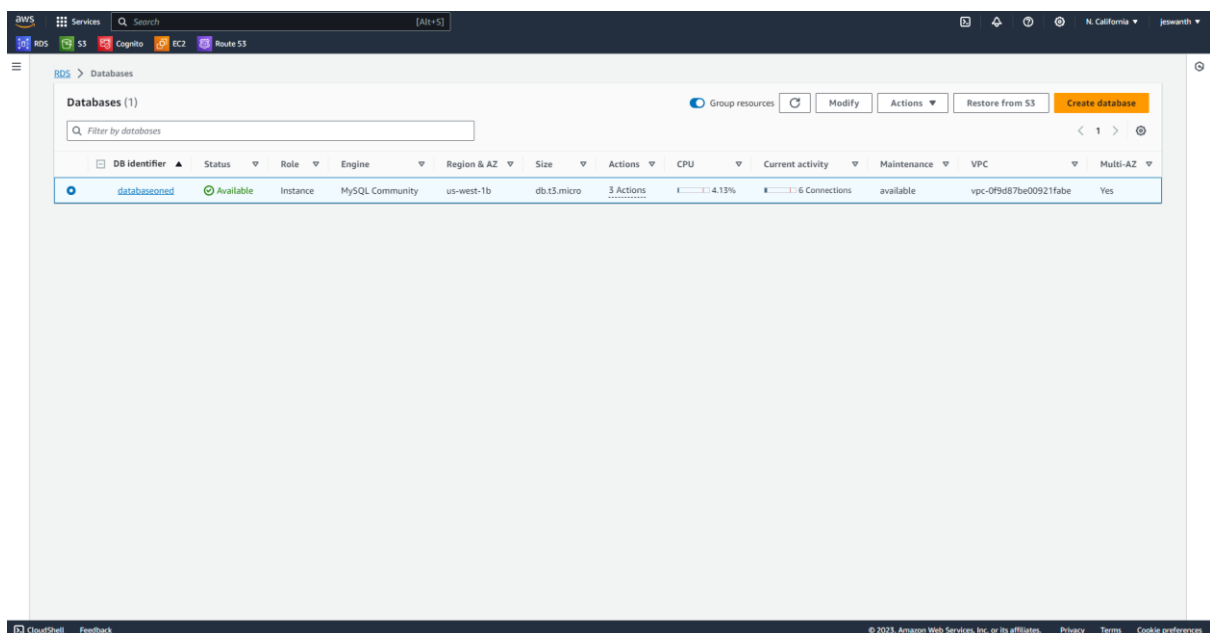 aws Services Search [Alt+S] N. California jeswanth
RDS S3 Cognito EC2 Route 53
RDS > Databases
Databases (1) Group resources Modify Actions Restore from S3 Create database
Filter by databases < 1 >
DB identifier Status Role Engine Region & AZ Size Actions CPU Current activity Maintenance VPC Multi-AZ
databaseoned Available Instance MySQL Community us-west-1b db.t3.micro 3 Actions 4.13% 6 Connections available vpc-0f9d87be00921fabe Yes
CloudShell Feedback © 2023, Amazon Web Services, Inc. or its affiliates. Privacy Terms Cookie preferences